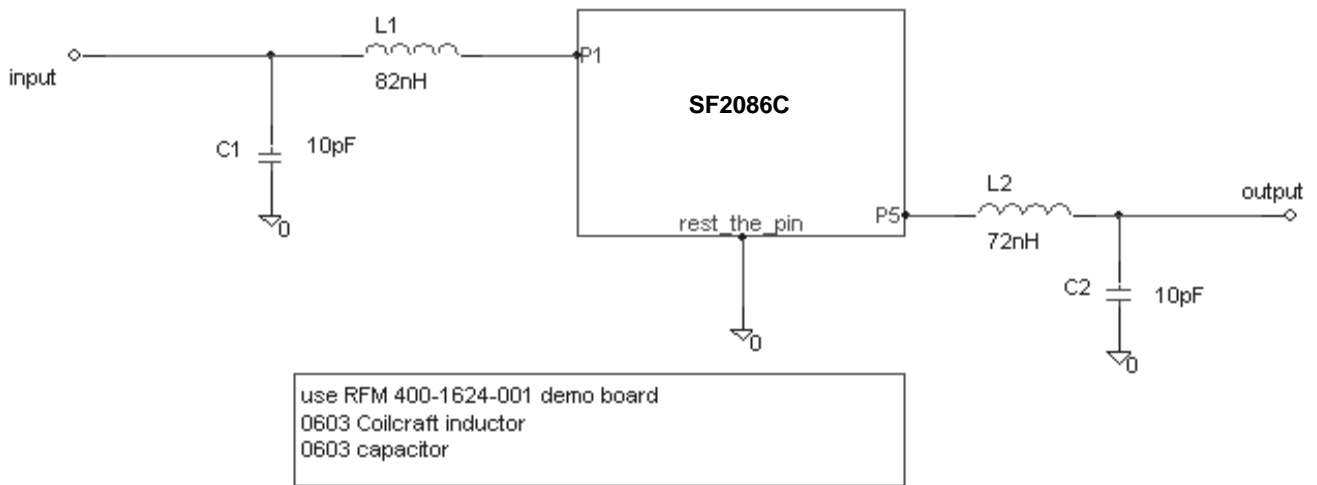 L1
input
82nH
P1
SF2086C
C1
10pF
0
rest_the_pin
P5
L2
72nH
output
C2
10pF
0
0
use RFM 400-1624-001 demo board
0603 Coilcraft inductor
0603 capacitor